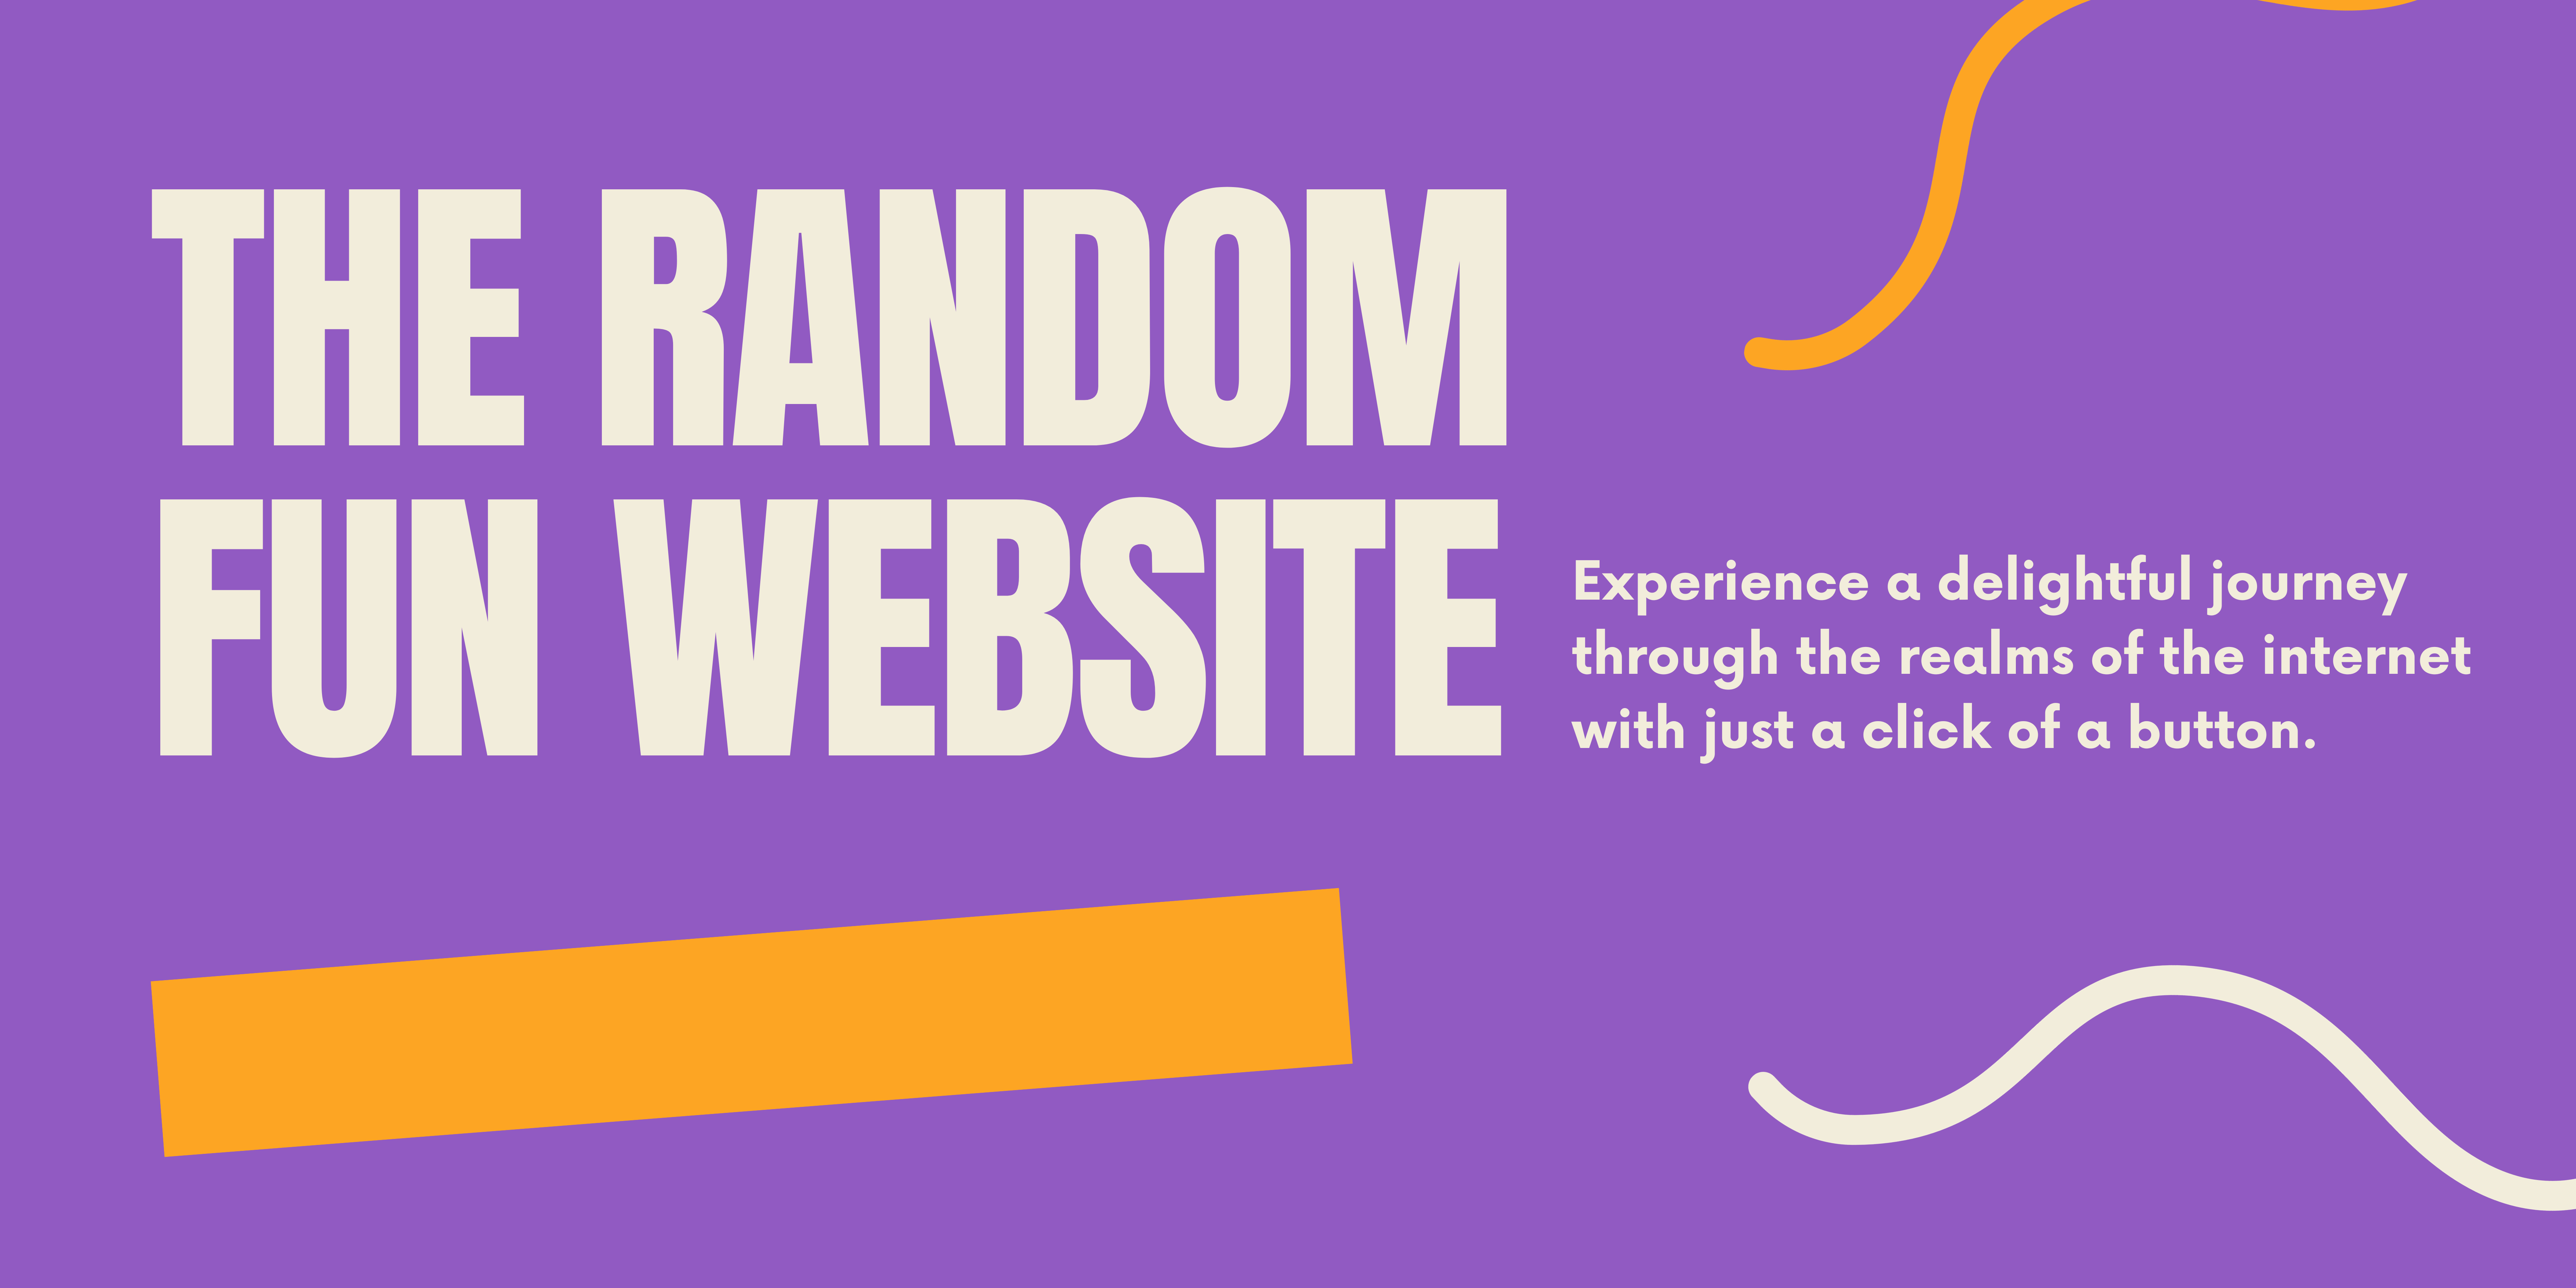 THE RANDOM
FUN WEBSITE
Experience a delightful journey
through the realms of the internet
with just a click of a button.